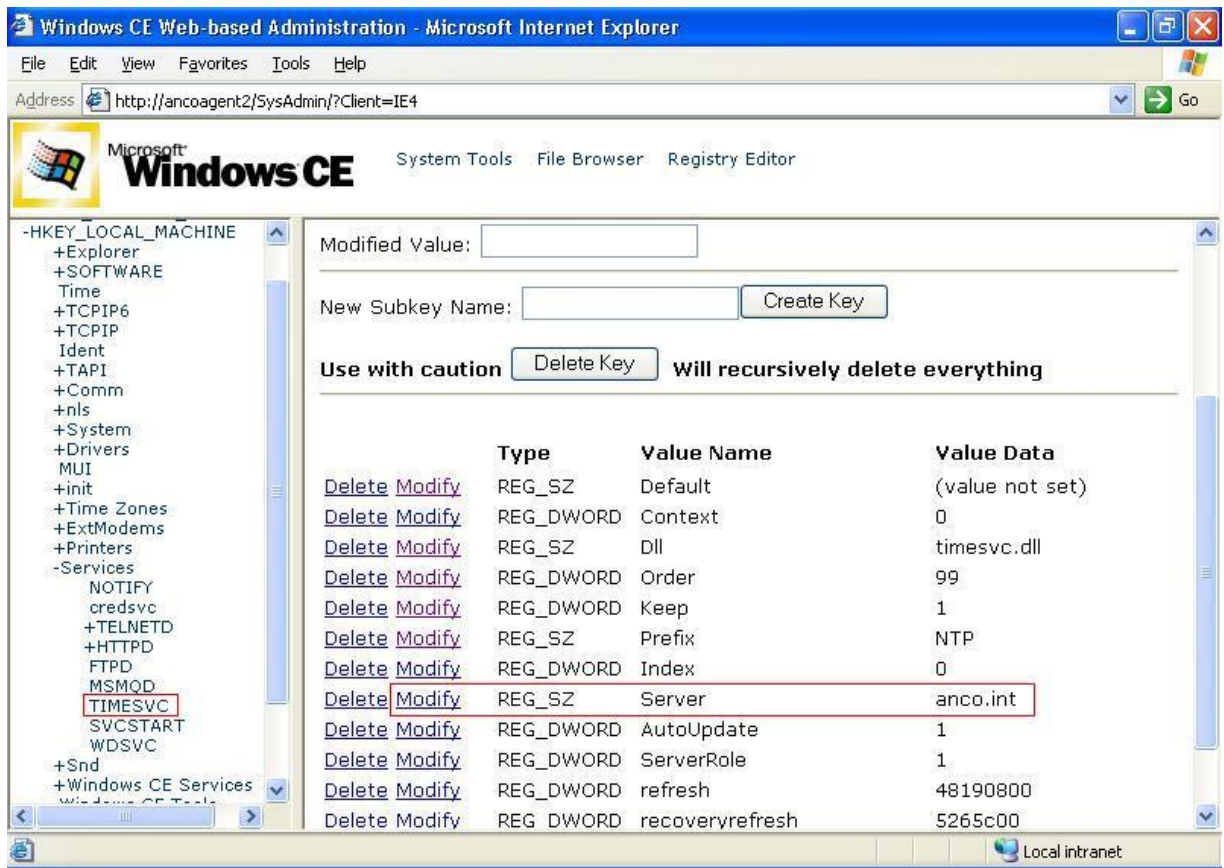 Windows CE Web-based Administration - Microsoft Internet Explorer
File Edit View Favorites Tools Help
Address http://ancoagent2/SysAdmin/?Client=IE4 Go
Microsoft Windows CE System Tools File Browser Registry Editor
-HKEY_LOCAL_MACHINE
+Explorer
+SOFTWARE
Time
+TCPIP6
+TCPIP
Ident
+TAPI
+Comm
+nls
+System
+Drivers
MUI
+init
+Time Zones
+ExtModems
+Printers
-Services
NOTIFY
credsvc
+TELNETD
+HTTPD
FTPD
MSMQD
TIMESVC
SVCSTART
WDSVC
+Snd
+Windows CE Services
Windows CE Tools
Modified Value:
New Subkey Name: Create Key
Use with caution Delete Key Will recursively delete everything
Type Value Name Value Data
Delete Modify REG_SZ Default (value not set)
Delete Modify REG_DWORD Context 0
Delete Modify REG_SZ Dll timesvc.dll
Delete Modify REG_DWORD Order 99
Delete Modify REG_DWORD Keep 1
Delete Modify REG_SZ Prefix NTP
Delete Modify REG_DWORD Index 0
Delete Modify REG_SZ Server anco.int
Delete Modify REG_DWORD AutoUpdate 1
Delete Modify REG_DWORD ServerRole 1
Delete Modify REG_DWORD refresh 48190800
Delete Modify REG_DWORD recoveryrefresh 5265c00
Local intranet